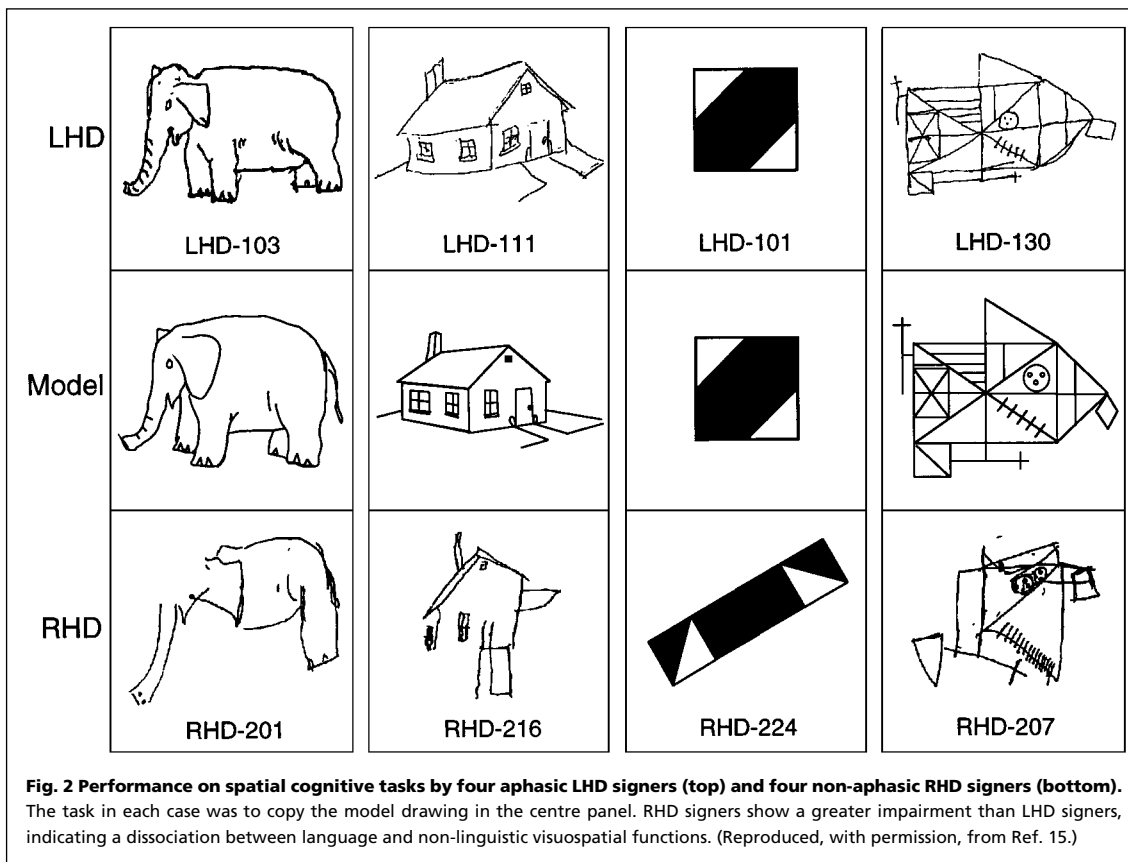 LHD
LHD-103
LHD-111
LHD-101
LHD-130
Model
RHD
RHD-201
RHD-216
RHD-224
RHD-207
Fig. 2 Performance on spatial cognitive tasks by four aphasic LHD signers (top) and four non-aphasic RHD signers (bottom).
The task in each case was to copy the model drawing in the centre panel. RHD signers show a greater impairment than LHD signers,
indicating a dissociation between language and non-linguistic visuospatial functions. (Reproduced, with permission, from Ref. 15.)